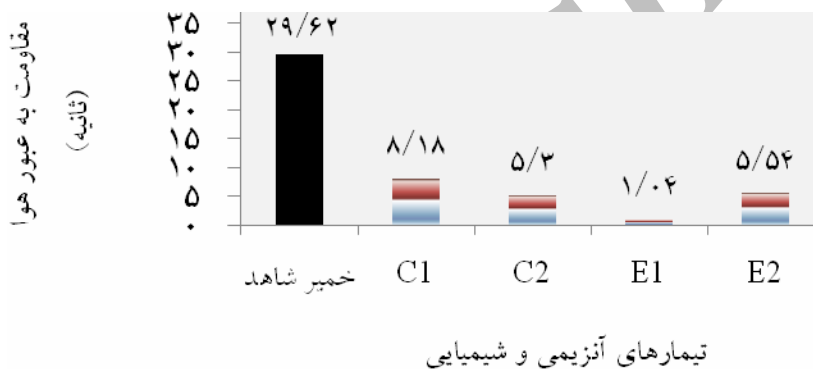 مقاومت به عبور هوا
(ثانیه)
۳۵
۳۰
۲۵
۲۰
۱۵
۱۰
۵
۰
۲۹/۶۲
۸/۱۸
۵/۳
۱/۰۴
۵/۵۴
خمیر شاهد
C1
C2
E1
E2
تیمارهای آنزیمی و شیمیایی